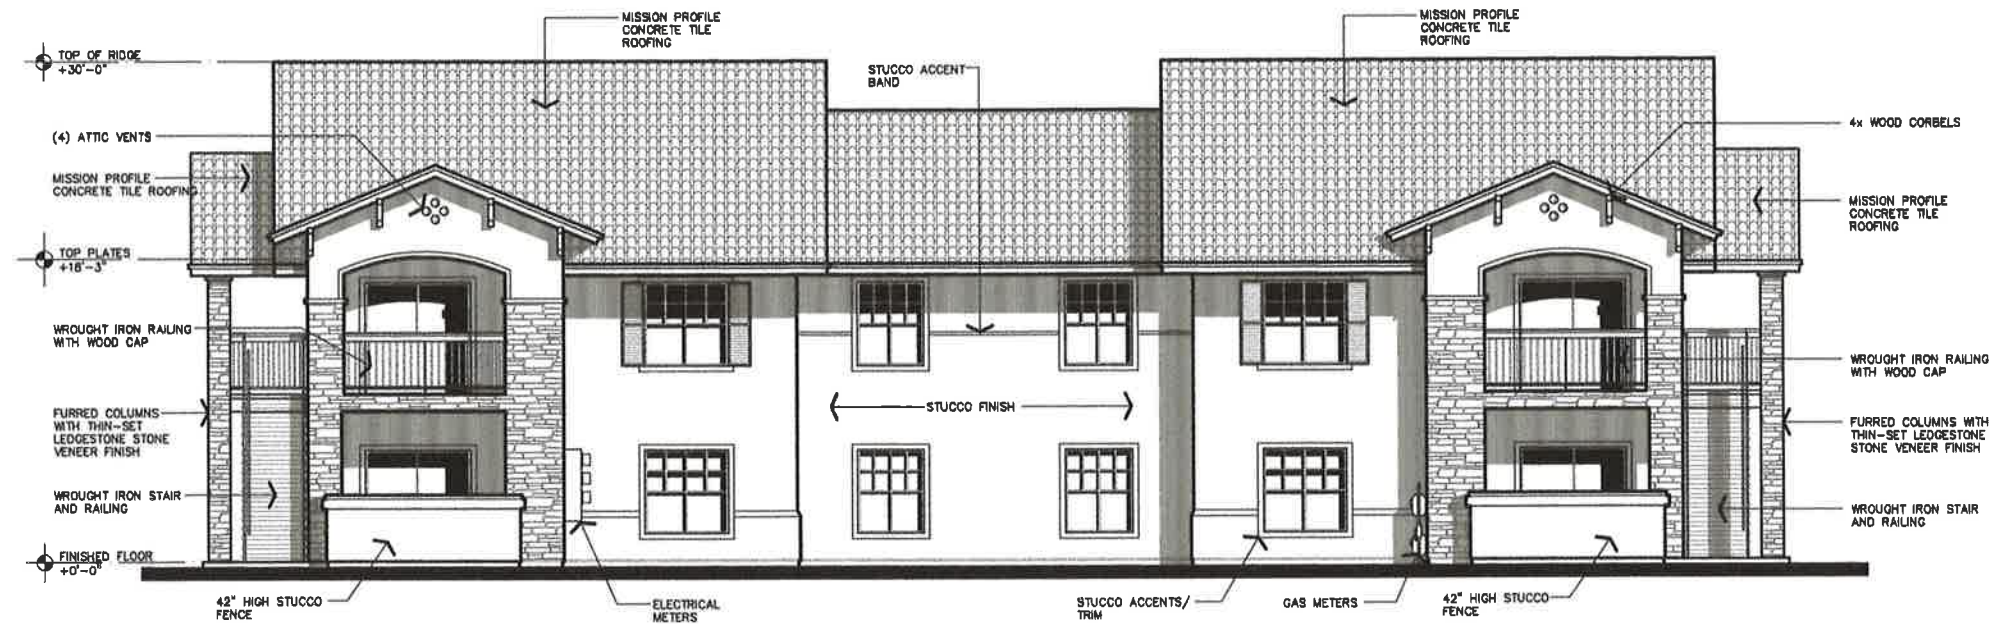 MISSION PROFILE
CONCRETE TILE
ROOFING
MISSION PROFILE
CONCRETE TILE
ROOFING
TOP OF RIDGE
+30'-0"
STUCCO ACCENT
BAND
(4) ATTIC VENTS
4x WOOD CORBELS
MISSION PROFILE
CONCRETE TILE ROOFING
MISSION PROFILE
CONCRETE TILE
ROOFING
TOP PLATES
+18'-3"
WROUGHT IRON RAILING
WITH WOOD CAP
WROUGHT IRON RAILING
WITH WOOD CAP
STUCCO FINISH
FURRED COLUMNS
WITH THIN-SET
LEDGESTONE STONE
VENEER FINISH
FURRED COLUMNS WITH
THIN-SET LEDGESTONE
STONE VENEER FINISH
WROUGHT IRON STAIR
AND RAILING
WROUGHT IRON STAIR
AND RAILING
FINISHED FLOOR
+0'-0"
42" HIGH STUCCO
FENCE
ELECTRICAL
METERS
STUCCO ACCENTS/
TRIM
GAS METERS
42" HIGH STUCCO
FENCE